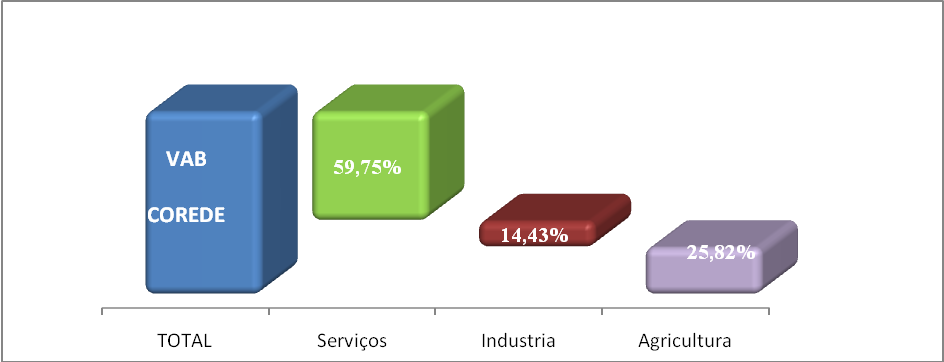 VAB
COREDE
59,75%
14,43%
25,82%
TOTAL
Serviços
Industria
Agricultura